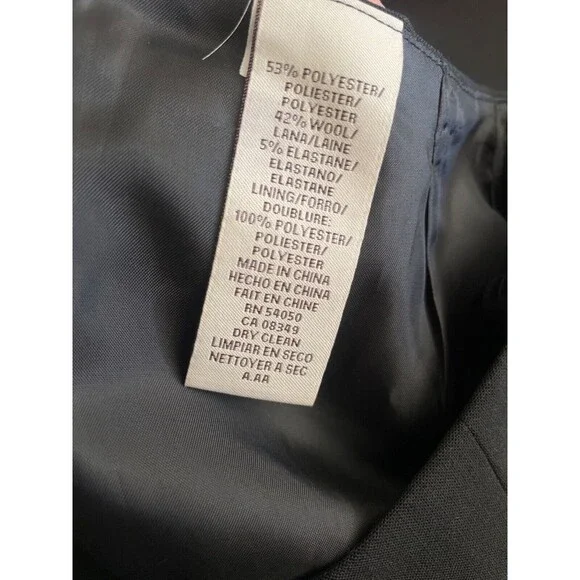 53% POLYESTER/
POLIESTER/
POLYESTER
42% WOOL/
LANA/LAINE
5% ELASTANE/
ELASTANO/
ELASTANE
LINING/FORRO/
DOUBLURE:
100% POLYESTER/
POLIESTER/
POLYESTER
MADE IN CHINA
HECHO EN CHINA
FAIT EN CHINE
RN 54050
CA 08349
DRY CLEAN
LIMPIAR EN SECO
NETTOYER A SEC
A.AA